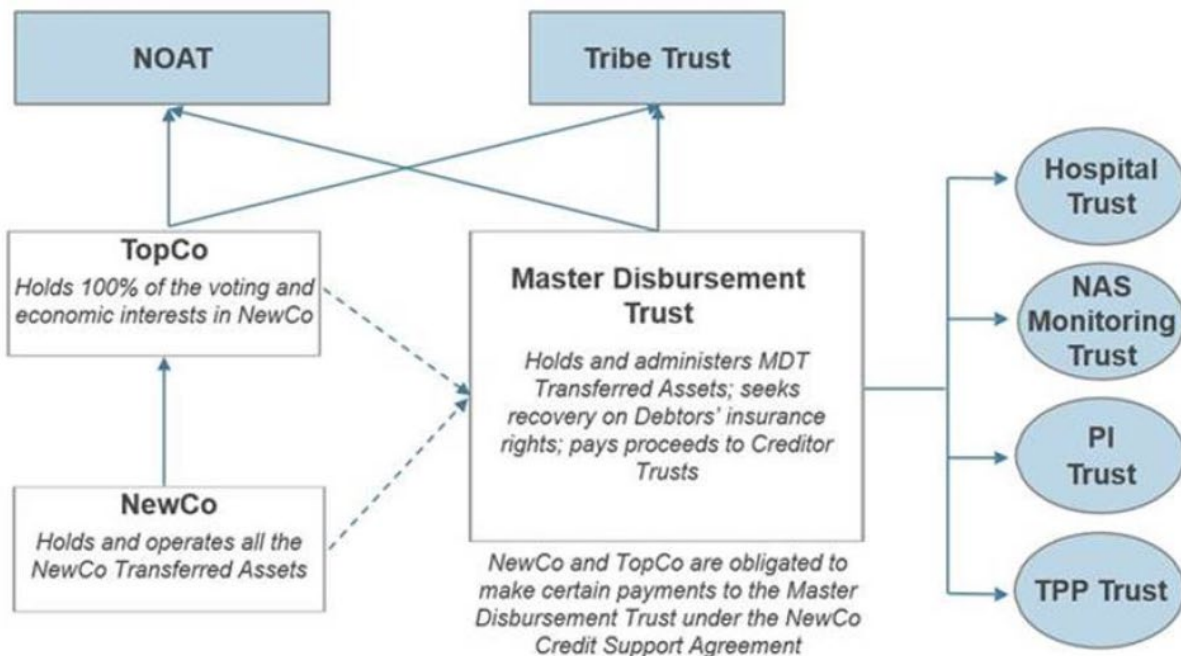 NOAT
Tribe Trust
TopCo
Holds 100% of the voting and
economic interests in NewCo
NewCo
Holds and operates all the
NewCo Transferred Assets
Master Disbursement
Trust
Holds and administers MDT
Transferred Assets; seeks
recovery on Debtors' insurance
rights; pays proceeds to Creditor
Trusts
NewCo and TopCo are obligated to
make certain payments to the Master
Disbursement Trust under the NewCo
Credit Support Agreement
Hospital
Trust
NAS
Monitoring
Trust
PI
Trust
TPP Trust